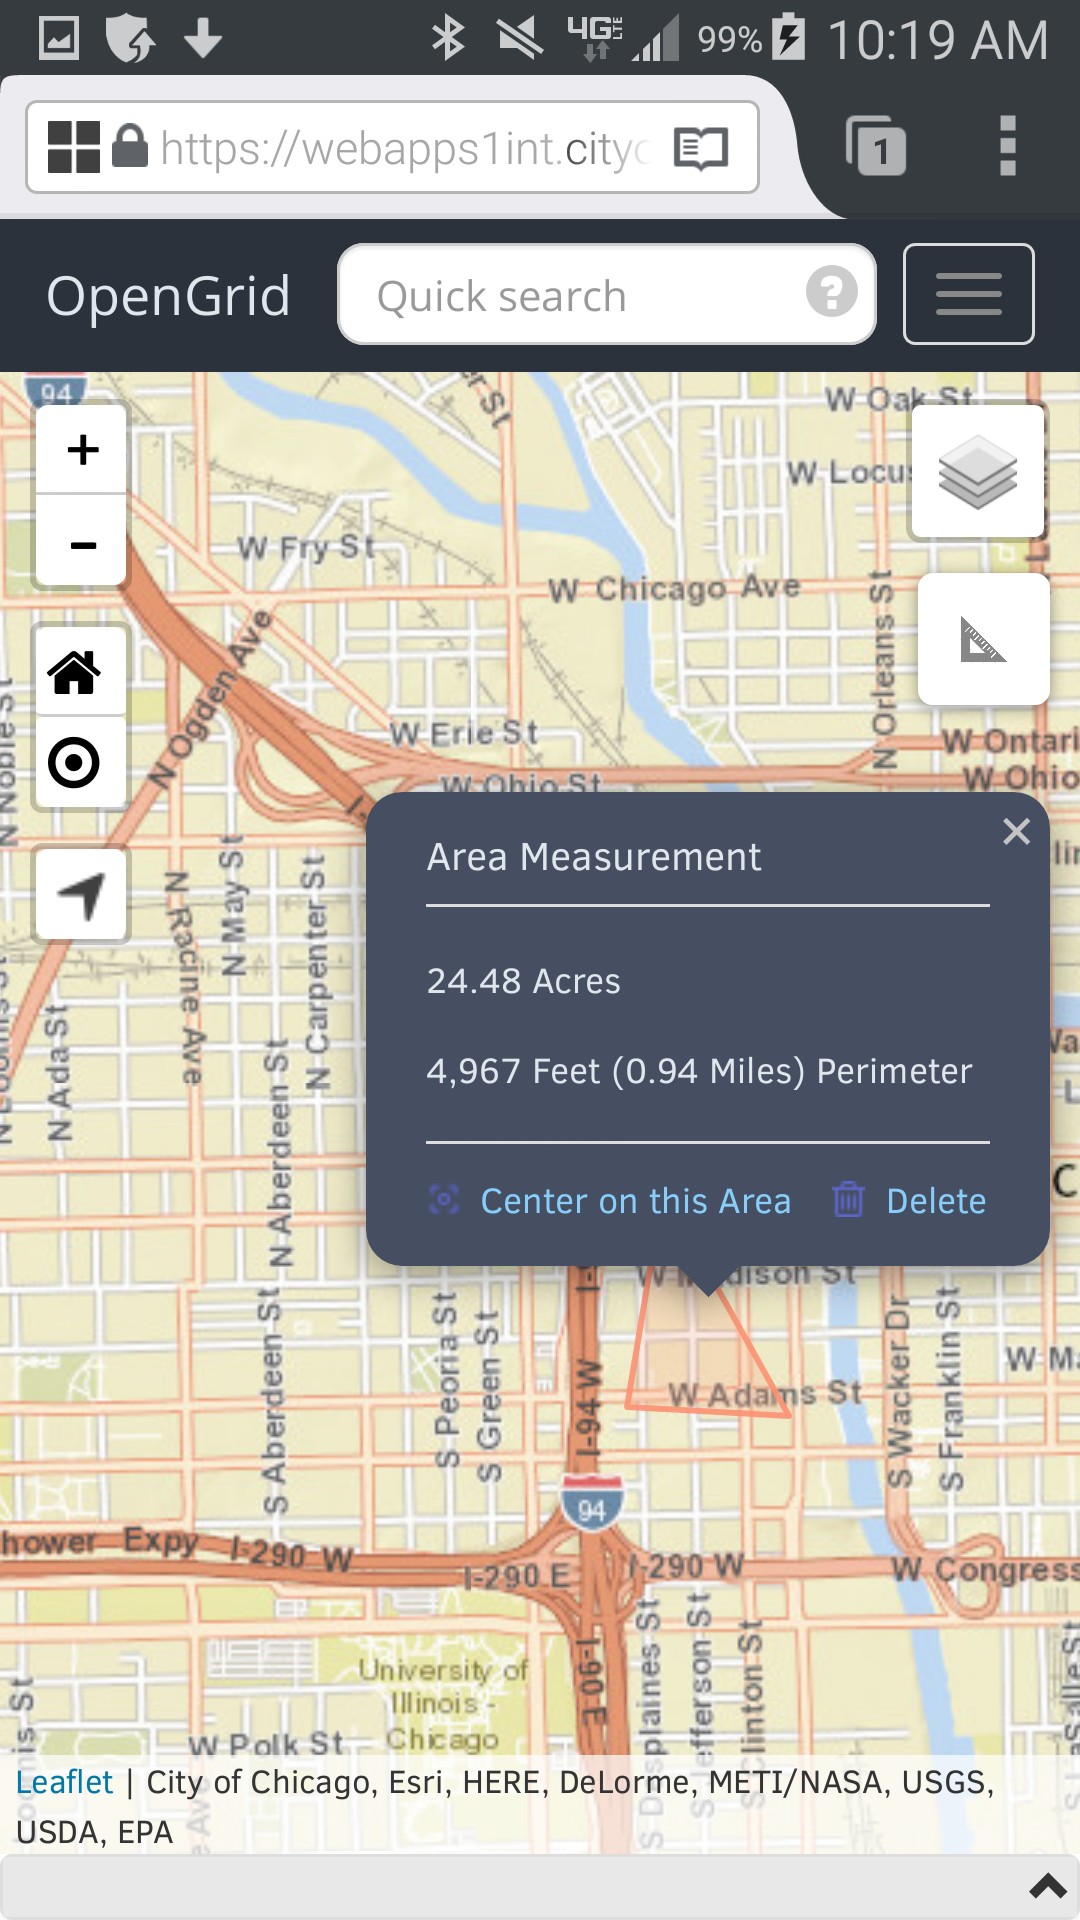 4G LTE 99% 10:19 AM
https://webapps1int.cityc
1
OpenGrid
Quick search
?
94
er St
W Oak St
W Locus
+
−
W Fry St
W Chicago Ave
N Orleans St
N Ogden Ave
N Noble St
W Erie St
W Ontari
W Ohio St
W Ohio
N May St
N Carpenter St
N Racine Ave
N Ada St
N Aberdeen St
Area Measurement
24.48 Acres
4,967 Feet (0.94 Miles) Perimeter
Center on this Area
Delete
C
S Aberdeen St
S Peoria St
S Green St
I-94 W
W Adams St
S Wacker Dr
S Franklin St
W Ma
94
hower Expy
I-290 W
I-290 E
I-290 W
W Congress
I-90 E
S Desplaines St
S Jefferson St
S Clinton St
University of
Illinois -
Chicago
W Polk St
Leaflet | City of Chicago, Esri, HERE, DeLorme, METI/NASA, USGS,
USDA, EPA